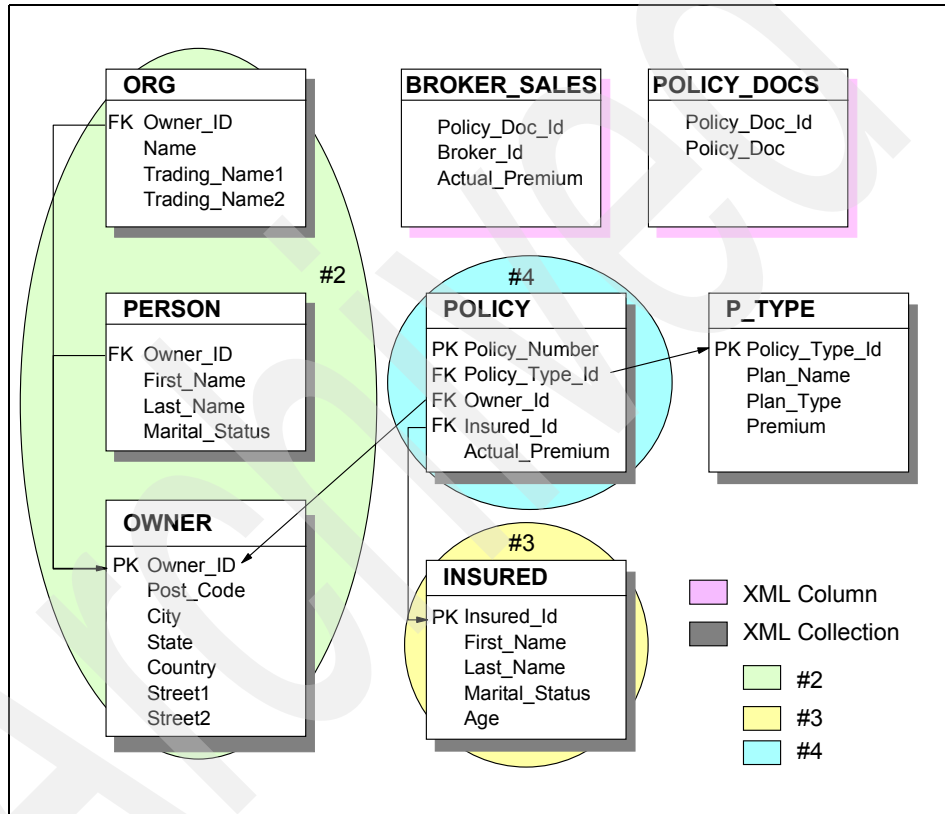 ORG
FK Owner_ID
Name
Trading_Name1
Trading_Name2
BROKER_SALES
Policy_Doc_Id
Broker_Id
Actual_Premium
POLICY_DOCS
Policy_Doc_Id
Policy_Doc
#2
PERSON
FK Owner_ID
First_Name
Last_Name
Marital_Status
#4
POLICY
PK Policy_Number
FK Policy_Type_Id
FK Owner_Id
FK Insured_Id
Actual_Premium
P_TYPE
PK Policy_Type_Id
Plan_Name
Plan_Type
Premium
OWNER
PK Owner_ID
Post_Code
City
State
Country
Street1
Street2
#3
INSURED
PK Insured_Id
First_Name
Last_Name
Marital_Status
Age
XML Column
XML Collection
#2
#3
#4
Archived